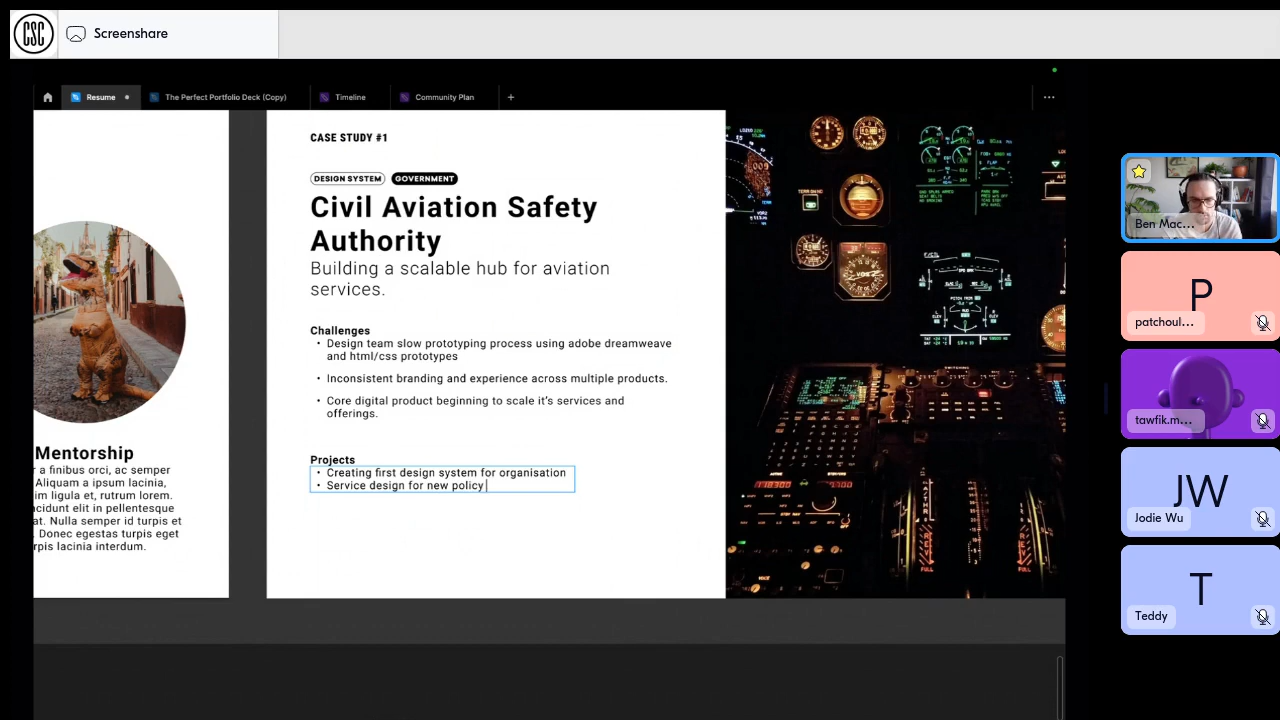 CSC
Screenshare
Resume
The Perfect Portfolio Deck (Copy)
Timeline
Community Plan
CASE STUDY #1
DESIGN SYSTEM
GOVERNMENT
Civil Aviation Safety
Authority
Building a scalable hub for aviation
services.
Challenges
• Design team slow prototyping process using adobe dreamweave
and html/css prototypes
• Inconsistent branding and experience across multiple products.
• Core digital product beginning to scale it's services and
offerings.
Projects
• Creating first design system for organisation
• Service design for new policy
Mentorship
r a finibus orci, ac semper
Aliquam a ipsum lacinia,
im ligula et, rutrum lorem.
ncidunt elit in pellentesque
at. Nulla semper id turpis et
. Donec egestas turpis eget
rpis lacinia interdum.
Ben Mac...
P
patchoul...
tawfik.m...
JW
Jodie Wu
T
Teddy